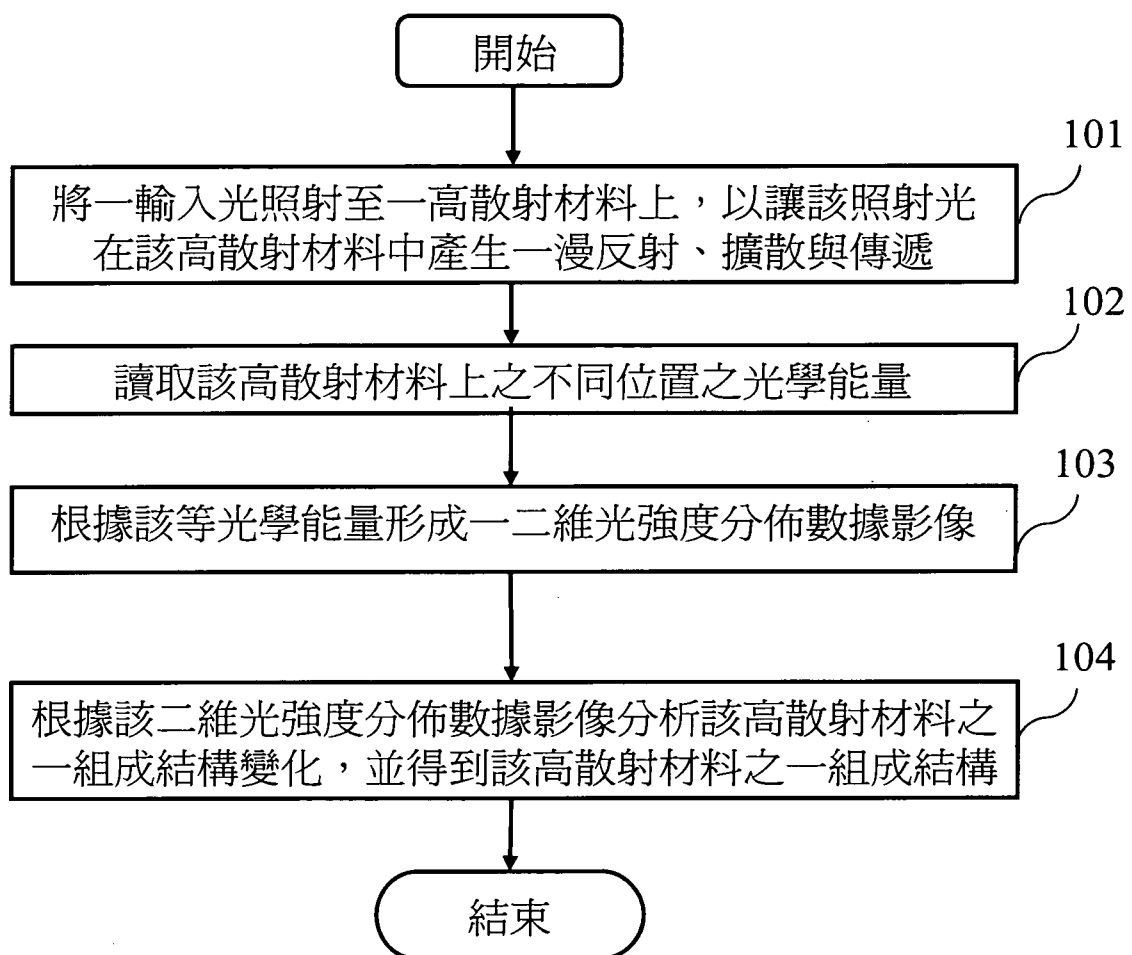 開始
101
將一輸入光照射至一高散射材料上，以讓該照射光
在該高散射材料中產生一漫反射、擴散與傳遞
102
讀取該高散射材料上之不同位置之光學能量
103
根據該等光學能量形成一二維光強度分佈數據影像
104
根據該二維光強度分佈數據影像分析該高散射材料之
一組成結構變化，並得到該高散射材料之一組成結構
結束